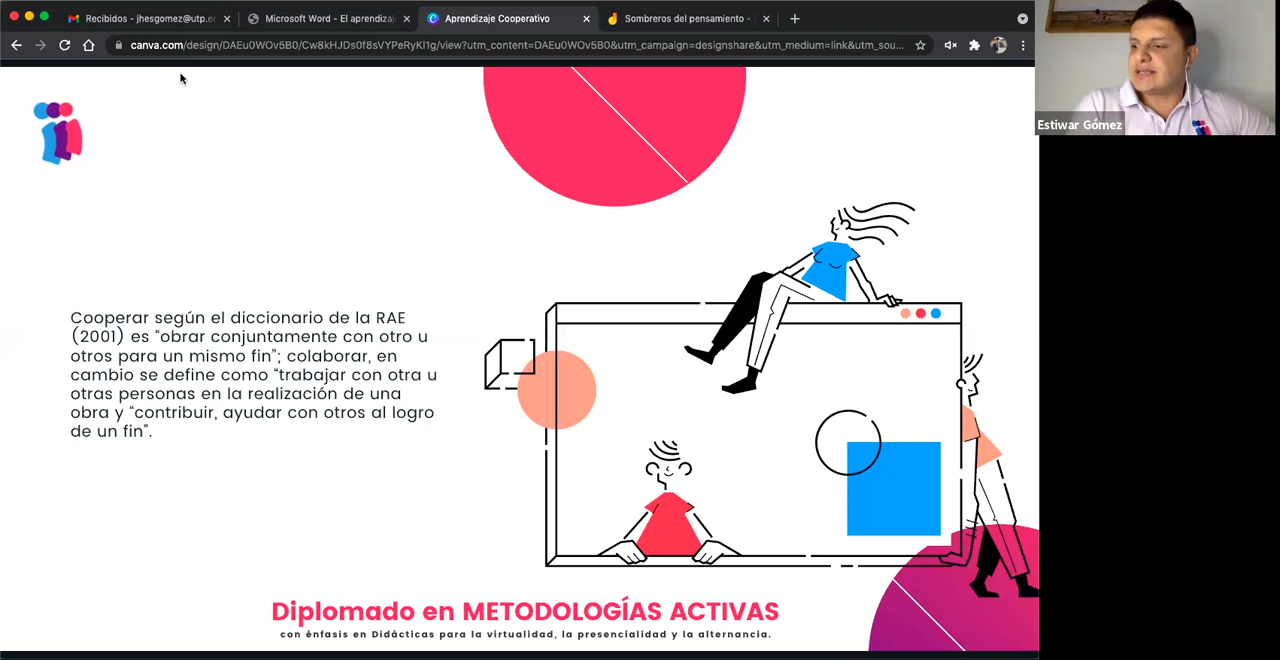 Recibidos - jhesgomez@utp.e
Microsoft Word - El aprendizaj
Aprendizaje Cooperativo
Sombreros del pensamiento -
canva.com/design/DAEu0WOv5B0/Cw8kHJDs0f8sVYPeRyKl1g/view?utm_content=DAEu0WOv5B0&utm_campaign=designshare&utm_medium=link&utm_sou...
Estiwar Gómez
Cooperar según el diccionario de la RAE
(2001) es “obrar conjuntamente con otro u
otros para un mismo fin”; colaborar, en
cambio se define como “trabajar con otra u
otras personas en la realización de una
obra y “contribuir, ayudar con otros al logro
de un fin”.
Diplomado en METODOLOGÍAS ACTIVAS
con énfasis en Didácticas para la virtualidad, la presencialidad y la alternancia.